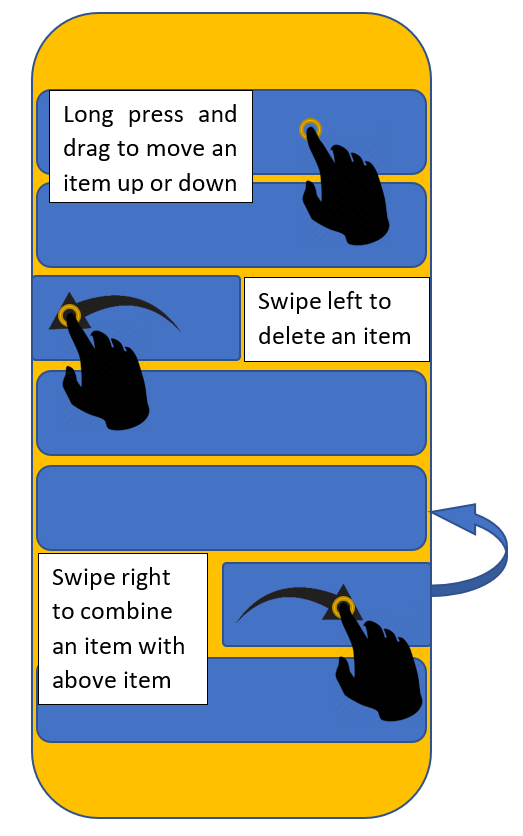 Long press and
drag to move an
item up or down
Swipe left to
delete an item
Swipe right
to combine
an item with
above item